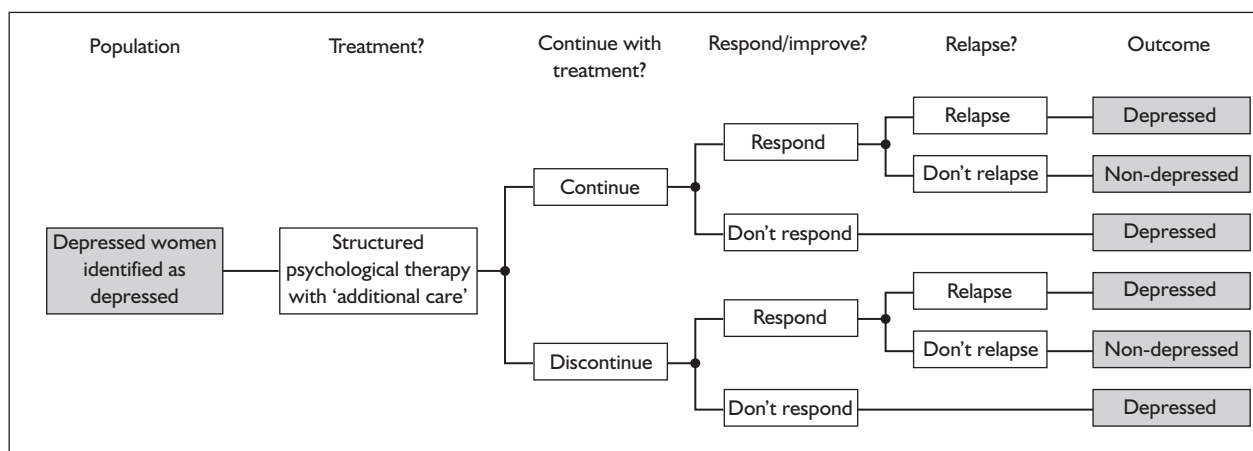 Population
Treatment?
Continue with
treatment?
Respond/improve?
Relapse?
Outcome
Depressed women
identified as
depressed
Structured
psychological therapy
with ‘additional care’
Continue
Respond
Relapse
Depressed
Don’t relapse
Non-depressed
Don’t respond
Depressed
Discontinue
Respond
Relapse
Depressed
Don’t relapse
Non-depressed
Don’t respond
Depressed